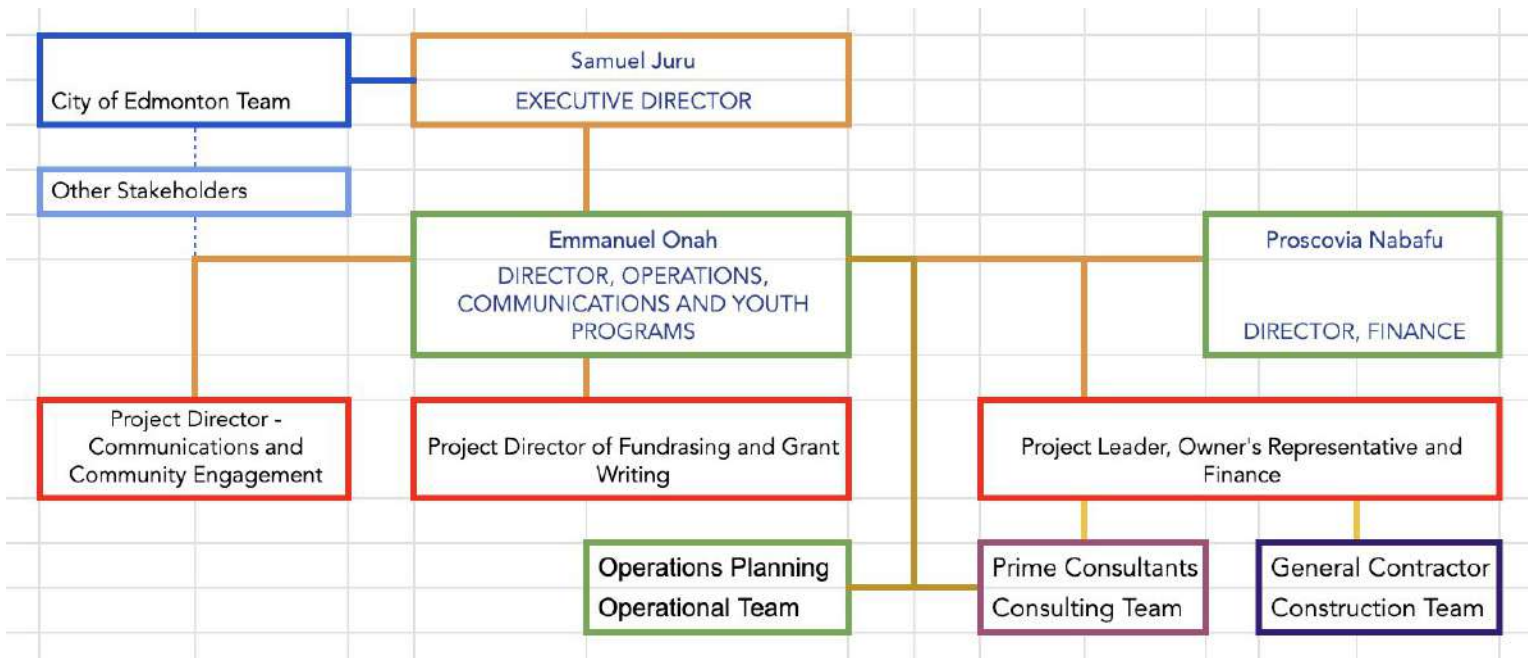 Samuel Juru
City of Edmonton Team
EXECUTIVE DIRECTOR
Other Stakeholders
Emmanuel Onah
DIRECTOR, OPERATIONS,
COMMUNICATIONS AND YOUTH
PROGRAMS
Proscovia Nabafu
DIRECTOR, FINANCE
Project Director -
Communications and
Community Engagement
Project Director of Fundrasing and Grant
Writing
Project Leader, Owner's Representative and
Finance
Operations Planning
Operational Team
Prime Consultants
Consulting Team
General Contractor
Construction Team